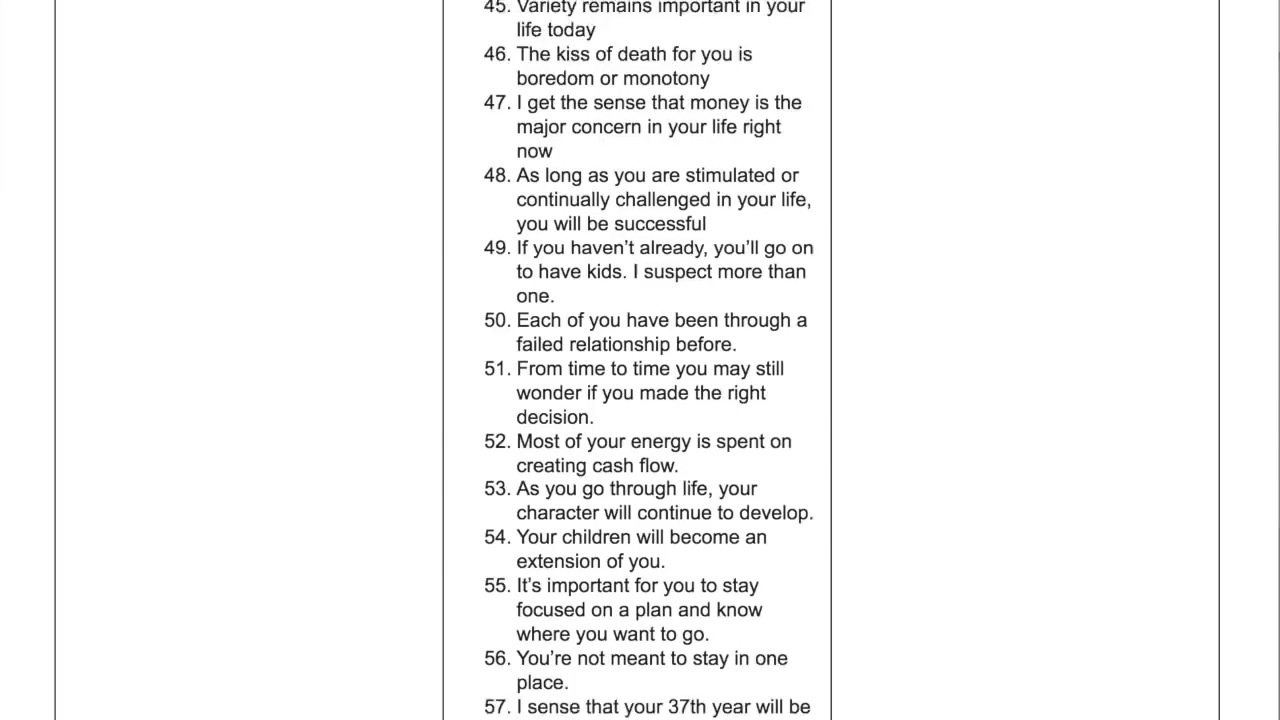 45. Variety remains important in your
life today
46. The kiss of death for you is
boredom or monotony
47. I get the sense that money is the
major concern in your life right
now
48. As long as you are stimulated or
continually challenged in your life,
you will be successful
49. If you haven’t already, you’ll go on
to have kids. I suspect more than
one.
50. Each of you have been through a
failed relationship before.
51. From time to time you may still
wonder if you made the right
decision.
52. Most of your energy is spent on
creating cash flow.
53. As you go through life, your
character will continue to develop.
54. Your children will become an
extension of you.
55. It’s important for you to stay
focused on a plan and know
where you want to go.
56. You’re not meant to stay in one
place.
57. I sense that your 37th year will be